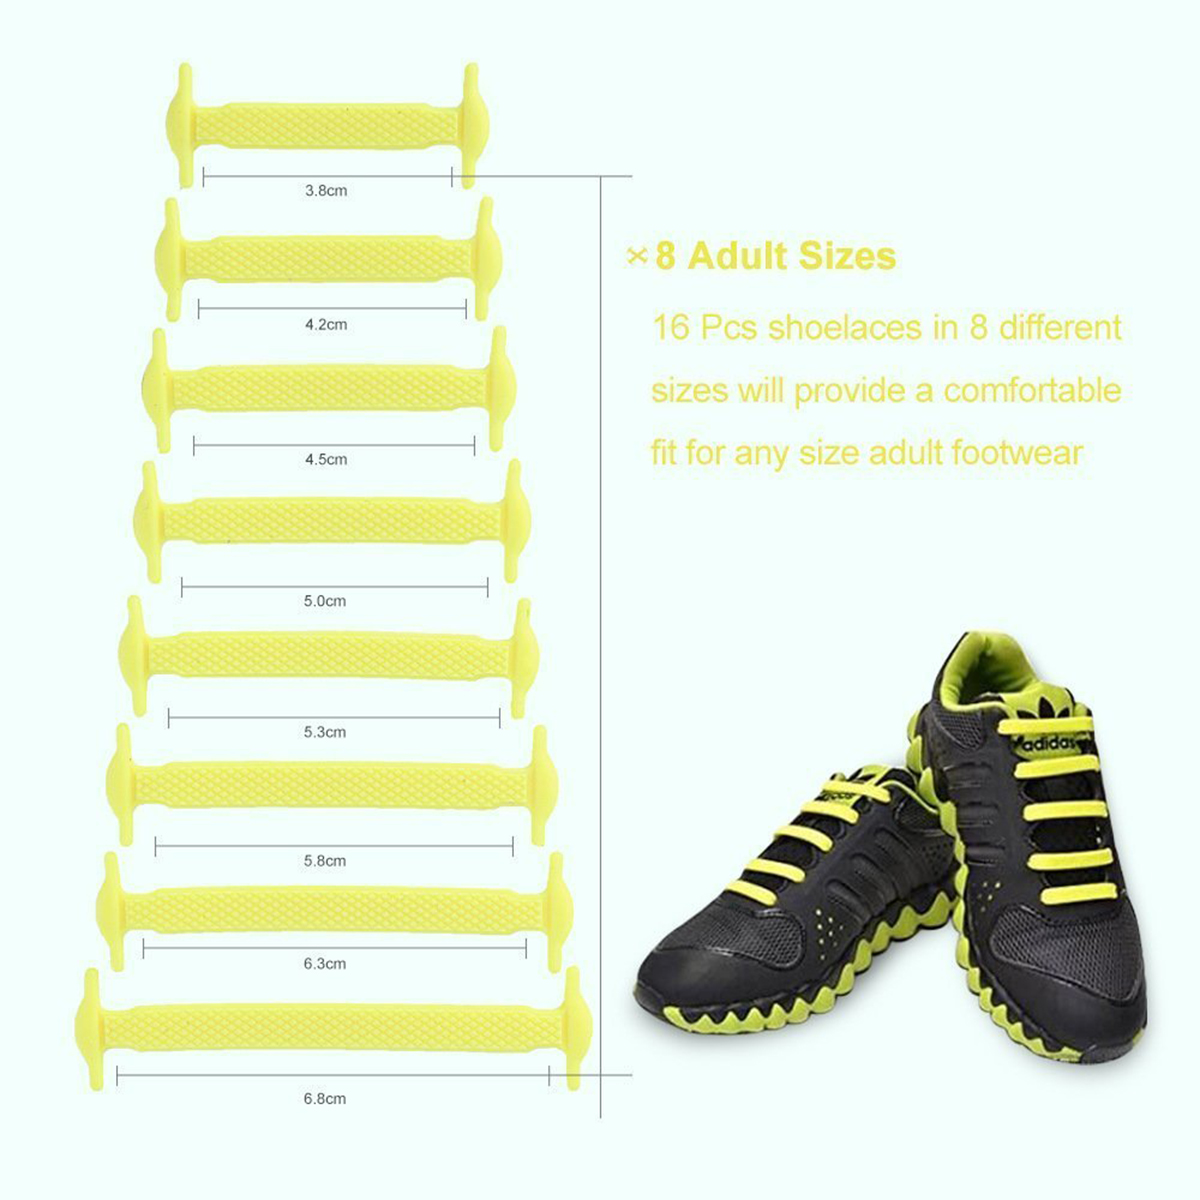 3.8cm
4.2cm
4.5cm
5.0cm
5.3cm
5.8cm
6.3cm
6.8cm
8 Adult Sizes
16 Pcs shoelaces in 8 different
sizes will provide a comfortable
fit for any size adult footwear
adidas